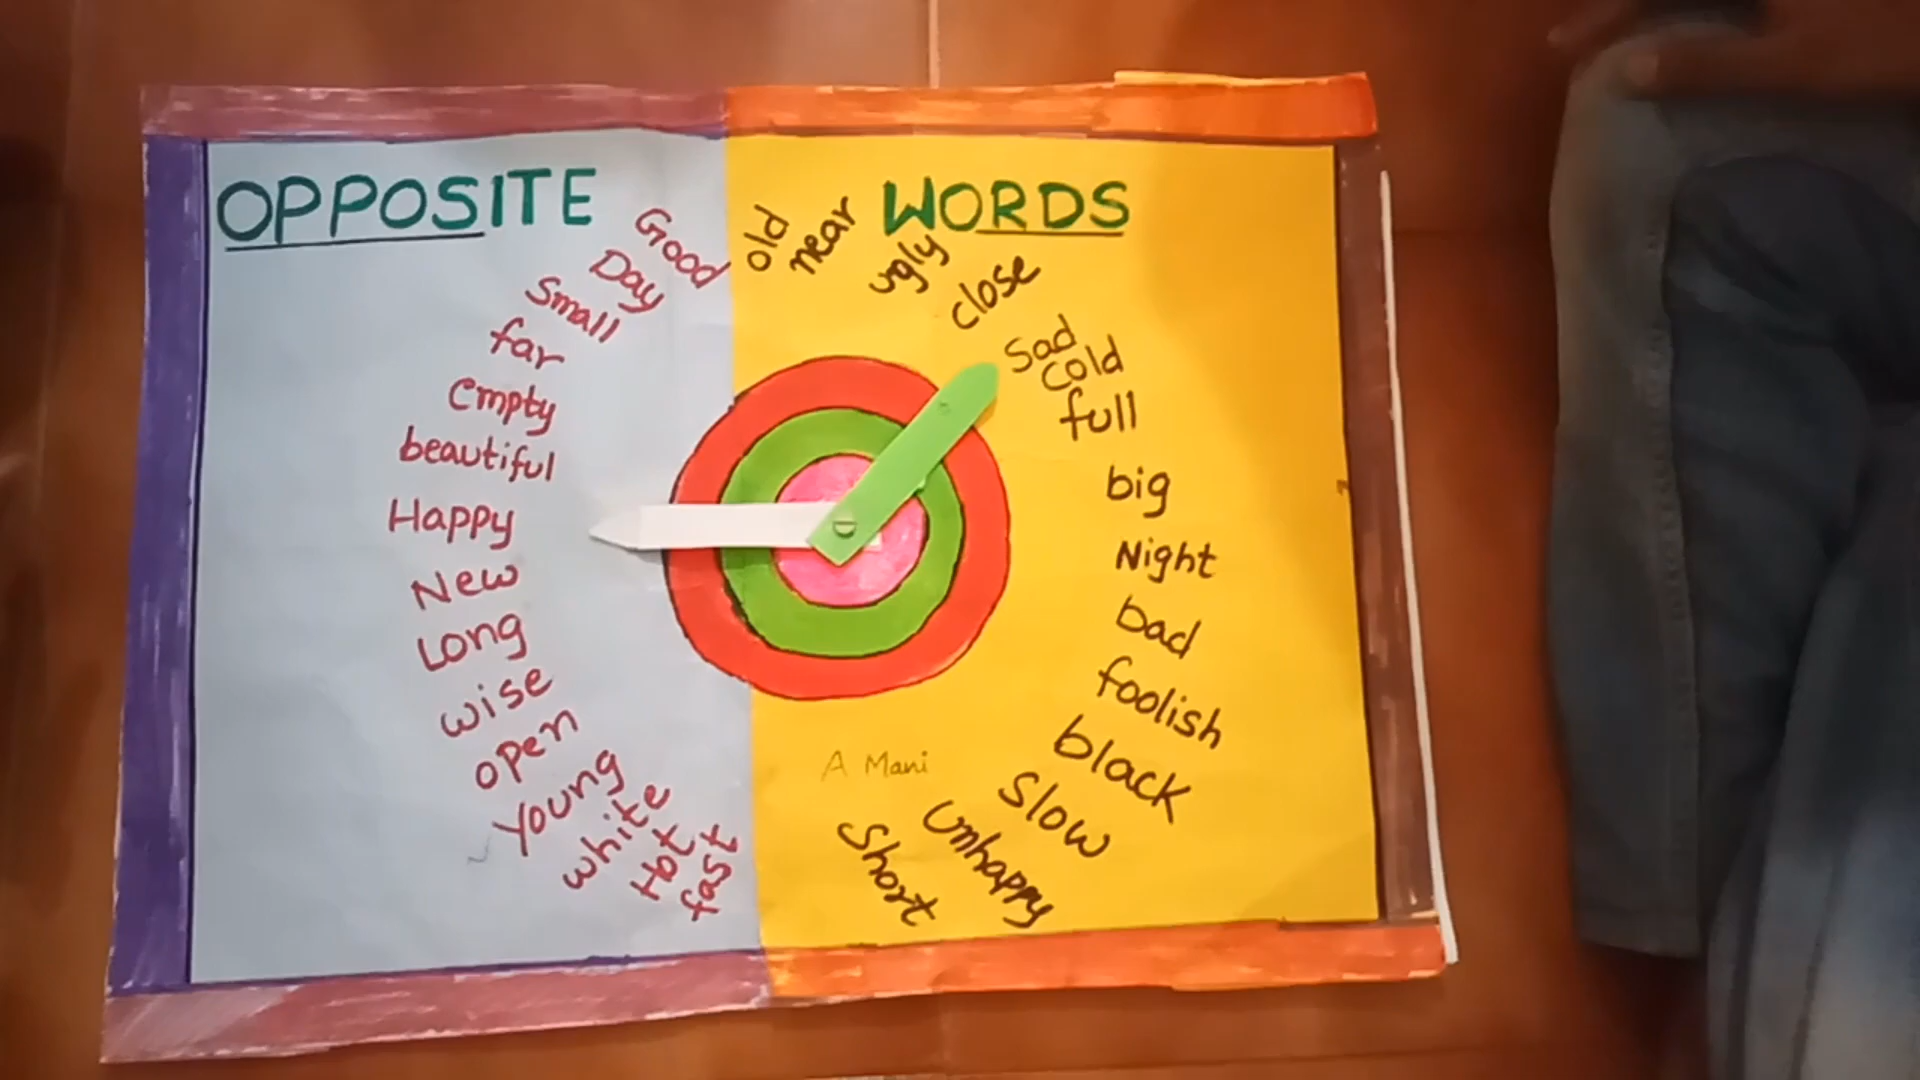 OPPOSITE
WORDS
Good
Day
Small
far
Empty
beautiful
Happy
New
Long
wise
open
Young
white
Hot
fast
old
near
ugly
close
Sad
Cold
full
big
Night
bad
foolish
black
Slow
Unhappy
Short
A Mani